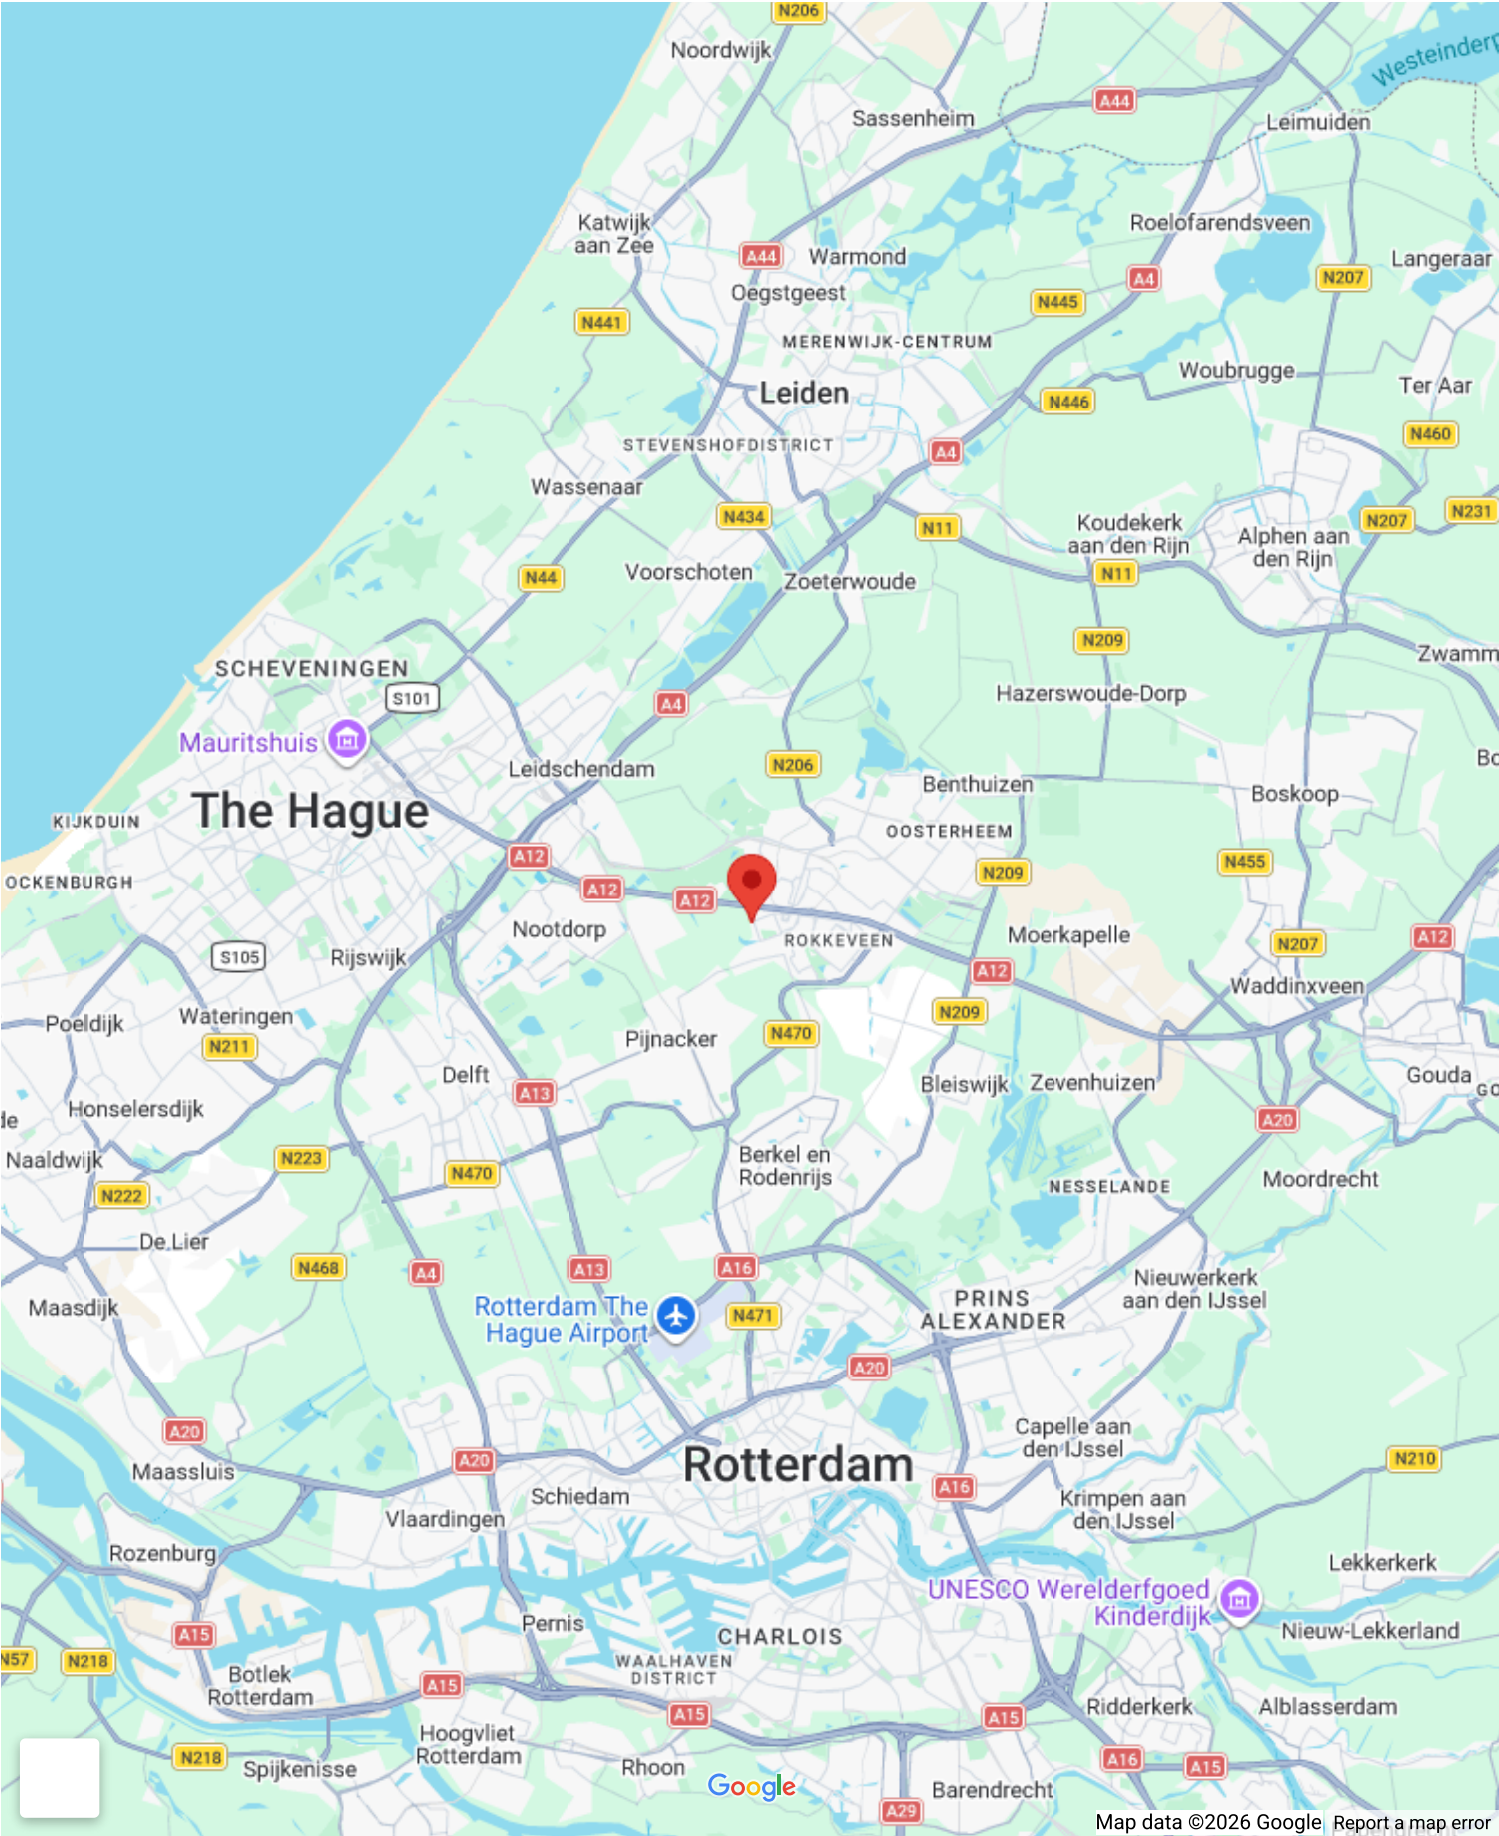 N206
Noordwijk
Westeinderp
A44
Sassenheim
Leimuiden
Katwijk
aan Zee
Roelofarendsveen
A44
Warmond
Langeraar
A4
N207
Oegstgeest
N445
N441
MERENWIJK-CENTRUM
Woubrugge
Leiden
Ter Aar
N446
N460
STEVENSHOFDISTRICT
A4
Wassenaar
N434
N11
Koudekerk
aan den Rijn
N207
N231
Alphen aan
den Rijn
N44
Voorschoten
Zoeterwoude
N11
N209
SCHEVENINGEN
Zwamm
S101
A4
Hazerswoude-Dorp
Mauritshuis
Leidschendam
N206
Bo
Benthuizen
Boskoop
The Hague
KIJKDUIN
OOSTERHEEM
A12
N455
OCKENBURGH
A12
A12
N209
Nootdorp
ROKKEVEEN
Moerkapelle
A12
N207
S105
Rijswijk
A12
Waddinxveen
Poeldijk
Wateringen
N209
N211
Pijnacker
N470
Delft
Bleiswijk
Zevenhuizen
Gouda
GO
A13
Honselersdijk
de
A20
Naaldwijk
N223
N470
Berkel en
Rodenrijs
Moordrecht
N222
NESSELANDE
De Lier
N468
A4
A13
A16
Nieuwerkerk
aan den IJssel
Maasdijk
Rotterdam The
Hague Airport
N471
PRINS
ALEXANDER
A20
A20
Capelle aan
den IJssel
A20
Rotterdam
N210
Maassluis
A16
Schiedam
Krimpen aan
den IJssel
Vlaardingen
Rozenburg
Lekkerkerk
UNESCO Werelderfgoed
Kinderdijk
A15
Pernis
CHARLOIS
Nieuw-Lekkerland
N57
N218
WAALHAVEN
DISTRICT
Botlek
Rotterdam
A15
A15
A15
Ridderkerk
Alblasserdam
Hoogvliet
Rotterdam
N218
Spijkenisse
Rhoon
A16
A15
Google
Barendrecht
A29
Map data ©2026 Google
Report a map error